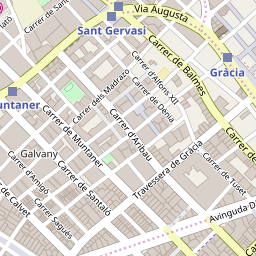 Via Augusta
Carrer de Sant
Sant Gervasi
Carrer de Balmes
Gràcia
Carrer d'Alfons XII
Carrer dels Madrazo
Carrer de Dénia
Muntaner
Carrer d'Aribau
Carrer de Muntaner
Galvany
Travessera de Gràcia
Carrer de Tuset
Carrer d'Amigó
Carrer de Santaló
de Calvet
Carrer Sagués
Avinguda D
Carrer de